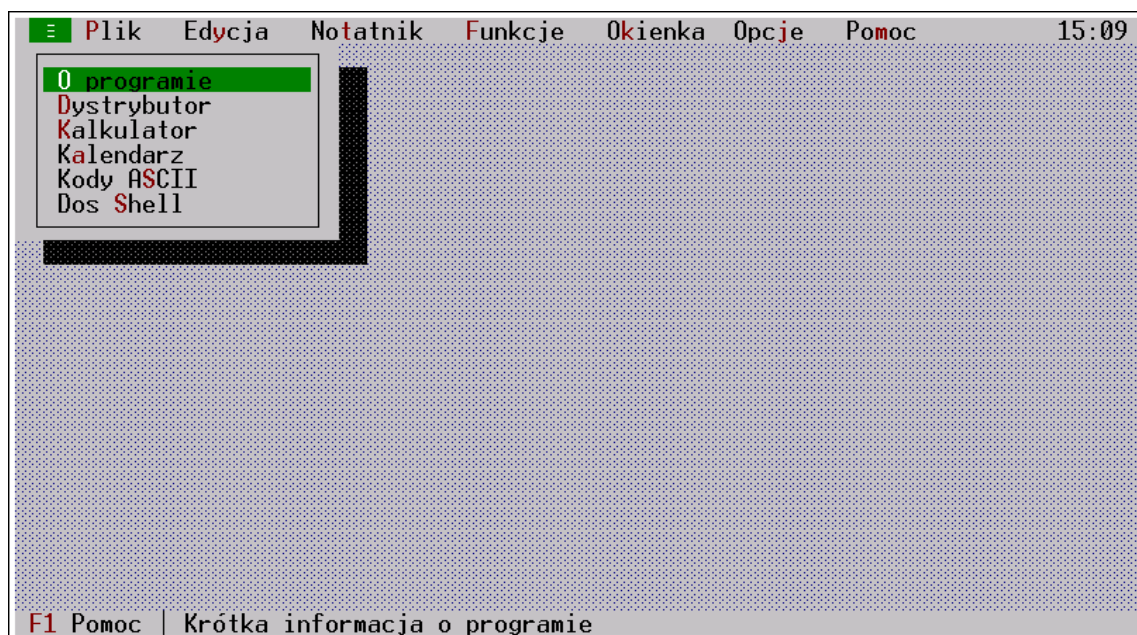 ≡ Plik Edycja Notatnik Funkcje Okienka Opcje Pomoc 15:09
O programie
Dystrybutor
Kalkulator
Kalendarz
Kody ASCII
Dos Shell
F1 Pomoc | Krótka informacja o programie